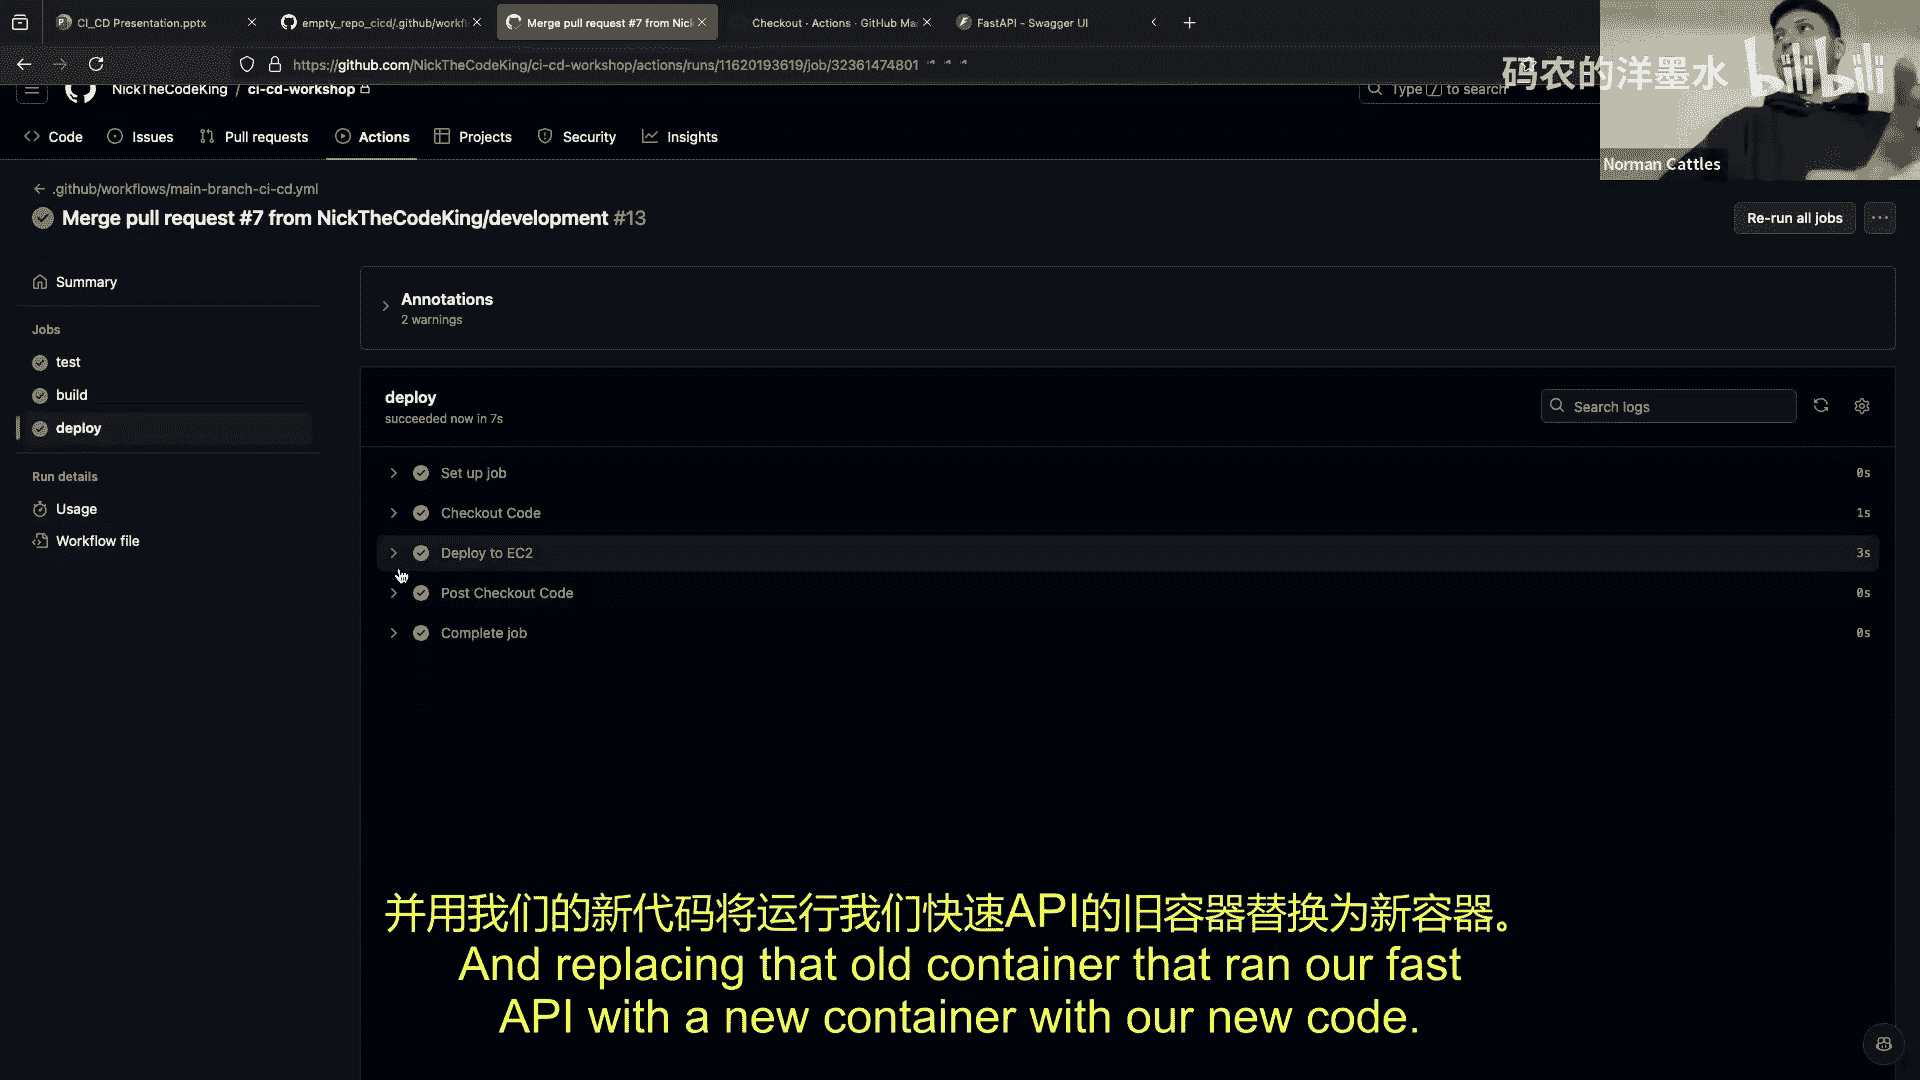 CI_CD Presentation.pptx
empty_repo_cicd/.github/workfl
Merge pull request #7 from Nick
Checkout · Actions · GitHub Ma
FastAPI - Swagger UI
https://github.com/NickTheCodeKing/ci-cd-workshop/actions/runs/11620193619/job/32361474801
码农的洋墨水 bilibili
NickTheCodeKing / ci-cd-workshop
Type / to search
Code
Issues
Pull requests
Actions
Projects
Security
Insights
Norman Cattles
.github/workflows/main-branch-ci-cd.yml
Merge pull request #7 from NickTheCodeKing/development #13
Re-run all jobs
Summary
Jobs
test
build
deploy
Run details
Usage
Workflow file
Annotations
2 warnings
deploy
succeeded now in 7s
Search logs
Set up job 0s
Checkout Code 1s
Deploy to EC2 3s
Post Checkout Code 0s
Complete job 0s
并用我们的新代码将运行我们快速API的旧容器替换为新容器。
And replacing that old container that ran our fast
API with a new container with our new code.